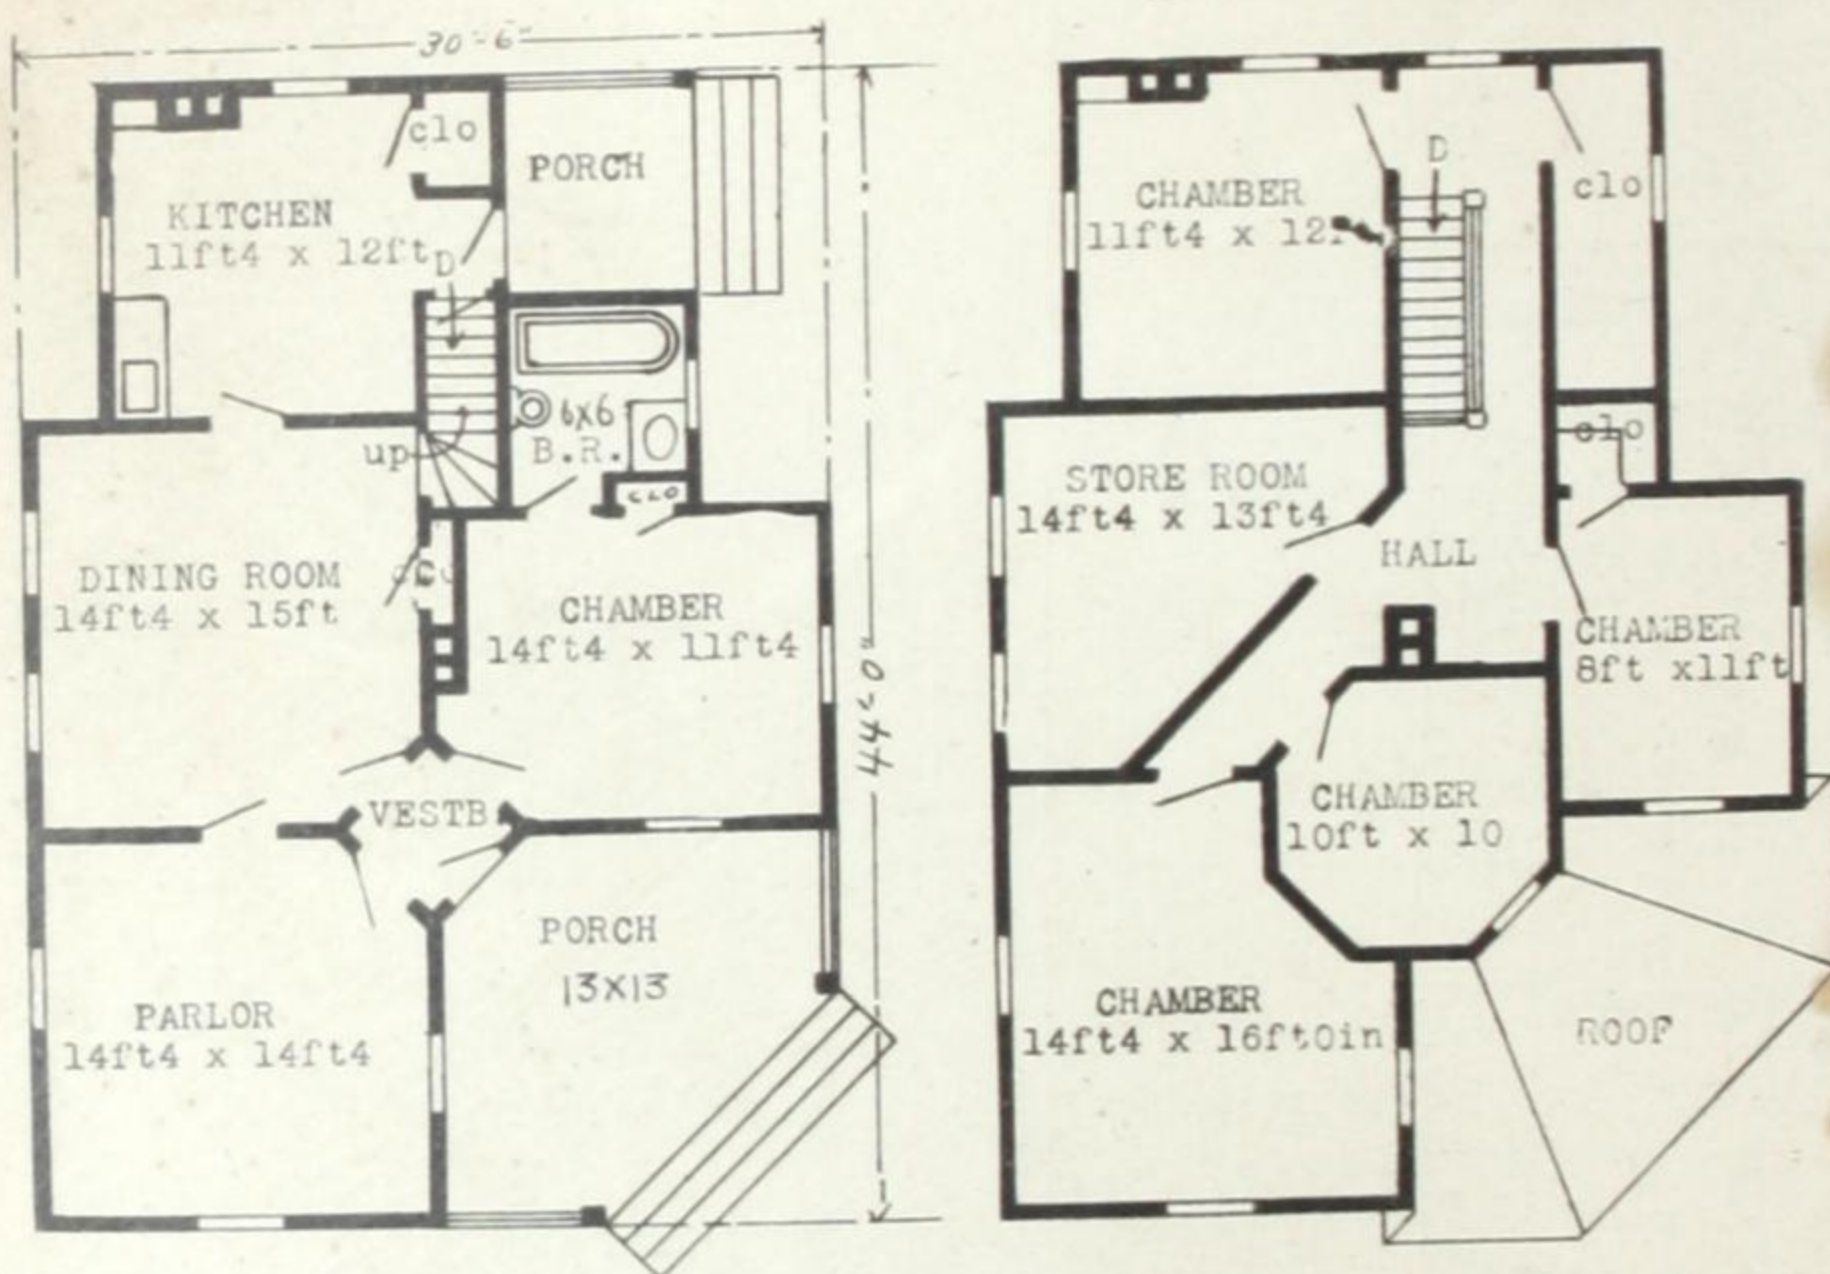 30'-6"
clo
PORCH
KITCHEN
11ft4 x 12ft
D
up
6x6
B.R.
CLO
DINING ROOM
14ft4 x 15ft
CHAMBER
14ft4 x 11ft4
44'-0"
VESTB
PORCH
13x13
PARLOR
14ft4 x 14ft4
D
CHAMBER
11ft4 x 12
clo
clo
STORE ROOM
14ft4 x 13ft4
HALL
CHAMBER
8ft x11ft
CHAMBER
10ft x 10
CHAMBER
14ft4 x 16ft0in
ROOF